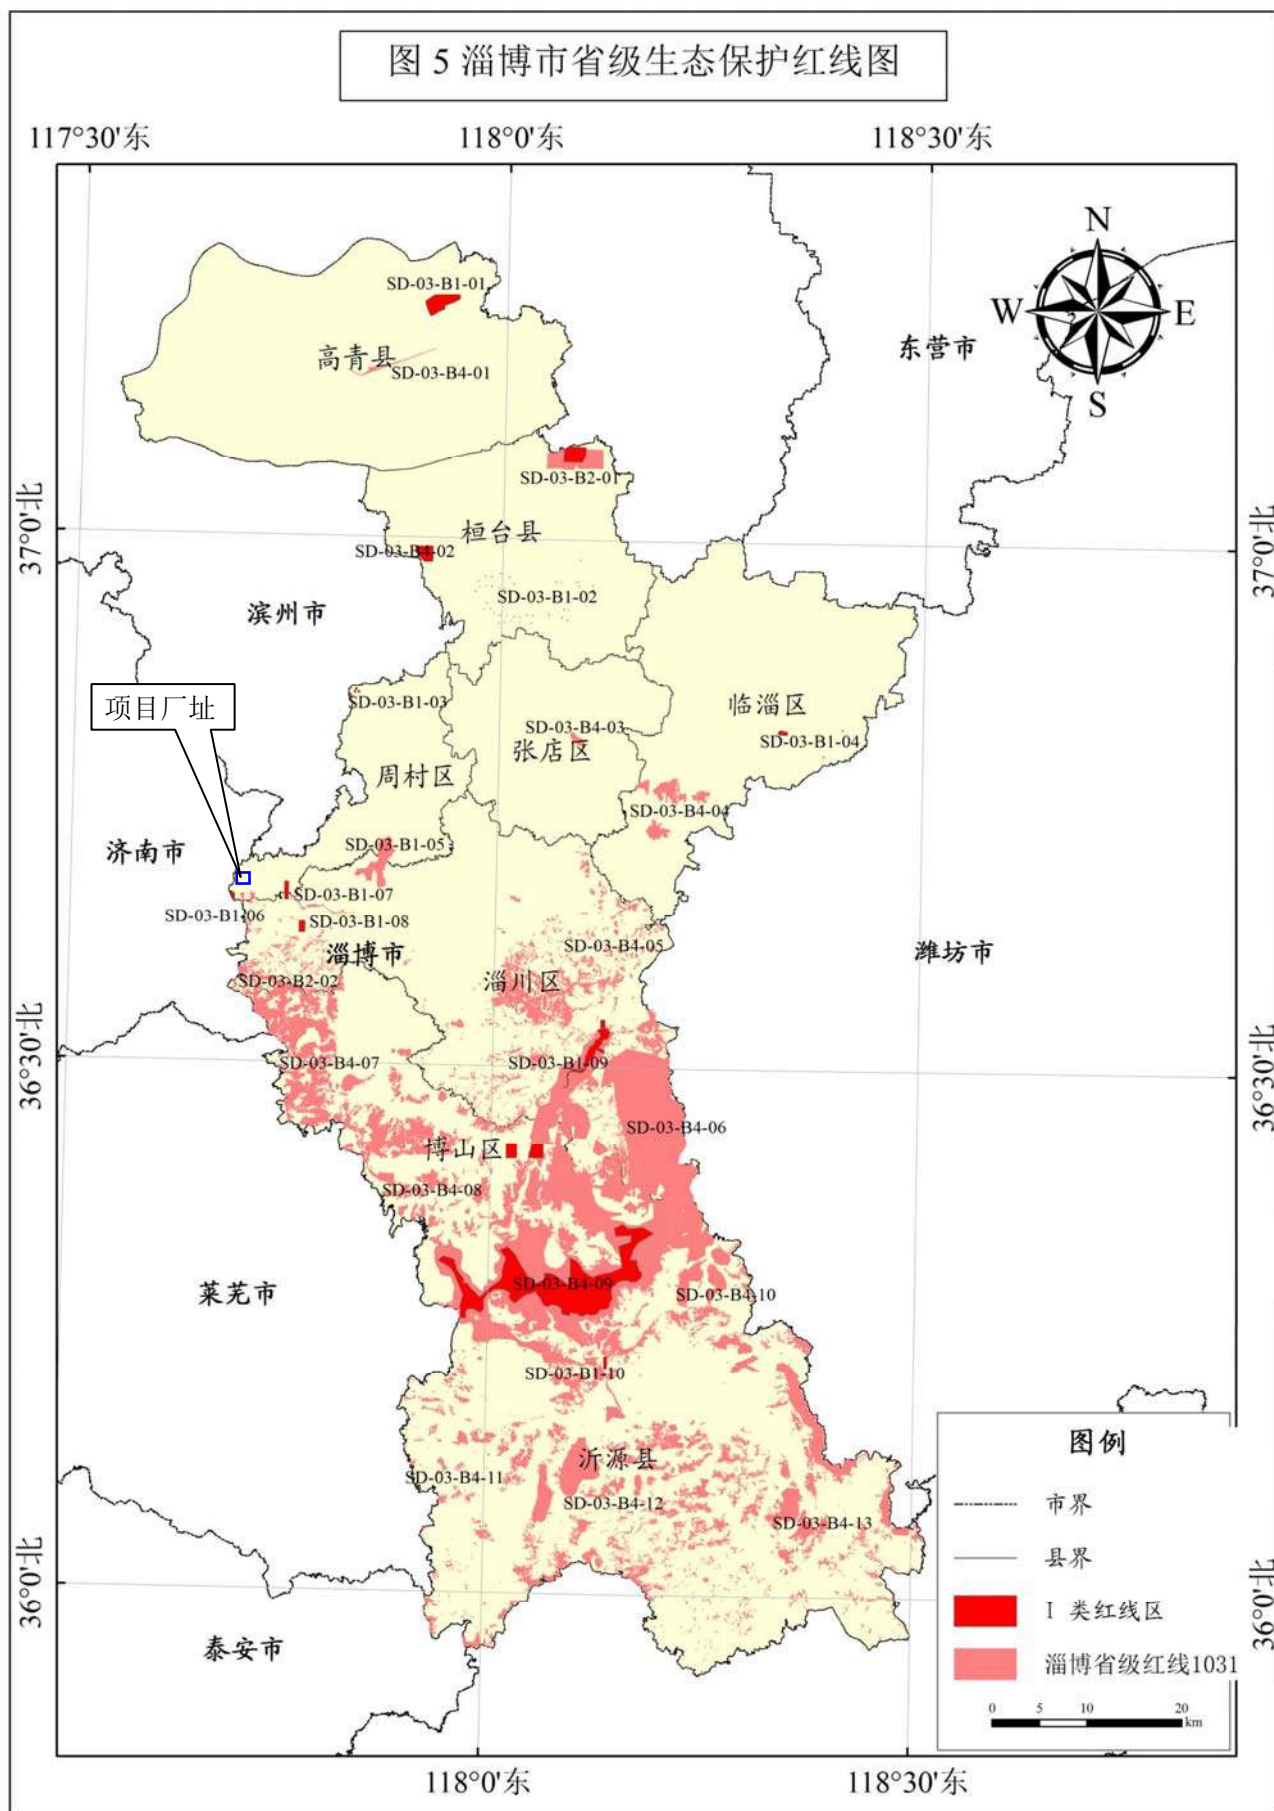 图 5 淄博市省级生态保护红线图
117°30'东
118°0'东
118°30'东
N
W
E
S
SD-03-B1-01
高青县
SD-03-B4-01
东营市
SD-03-B2-01
37°0'北
37°0'北
桓台县
SD-03-B4-02
SD-03-B1-02
滨州市
项目厂址
SD-03-B1-03
临淄区
SD-03-B4-03
张店区
SD-03-B1-04
周村区
SD-03-B4-04
济南市
SD-03-B1-05
SD-03-B1-07
SD-03-B1-06
SD-03-B1-08
淄博市
SD-03-B4-05
潍坊市
SD-03-B2-02
淄川区
36°30'北
36°30'北
SD-03-B4-07
SD-03-B1-09
SD-03-B4-06
博山区
SD-03-B4-08
莱芜市
SD-03-B4-09
SD-03-B4-10
SD-03-B1-10
沂源县
SD-03-B4-11
SD-03-B4-12
SD-03-B4-13
36°0'北
36°0'北
泰安市
图例
市界
县界
I 类红线区
淄博省级红线1031
0 5 10 20
km
118°0'东
118°30'东